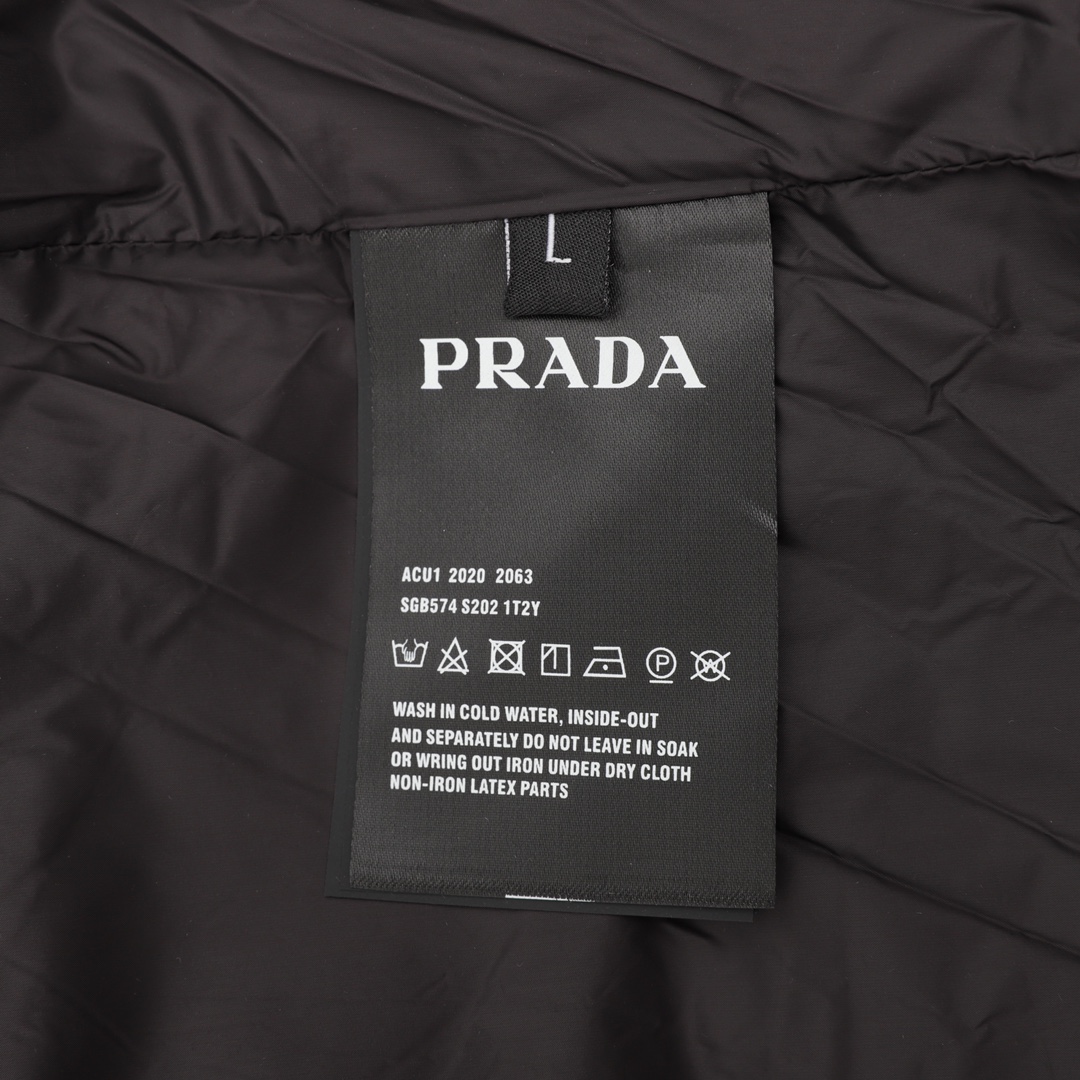 L
PRADA
ACU1 2020 2063
SGB574 S202 1T2Y
P W
WASH IN COLD WATER, INSIDE-OUT
AND SEPARATELY DO NOT LEAVE IN SOAK
OR WRING OUT IRON UNDER DRY CLOTH
NON-IRON LATEX PARTS